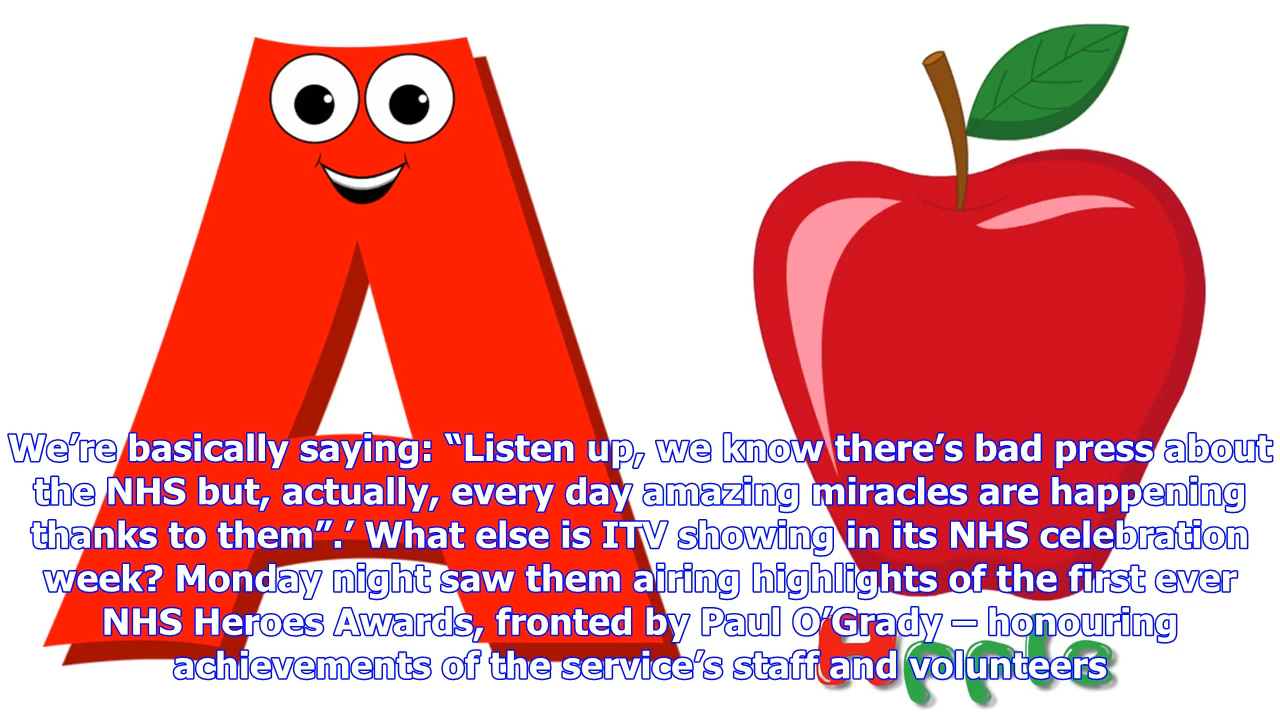 We’re basically saying: “Listen up, we know there’s bad press about
the NHS but, actually, every day amazing miracles are happening
thanks to them” .’ What else is ITV showing in its NHS celebration
week? Monday night saw them airing highlights of the first ever
NHS Heroes Awards, fronted by Paul O’Grady – honouring
achievements of the service’s staff and volunteers
Apple
A